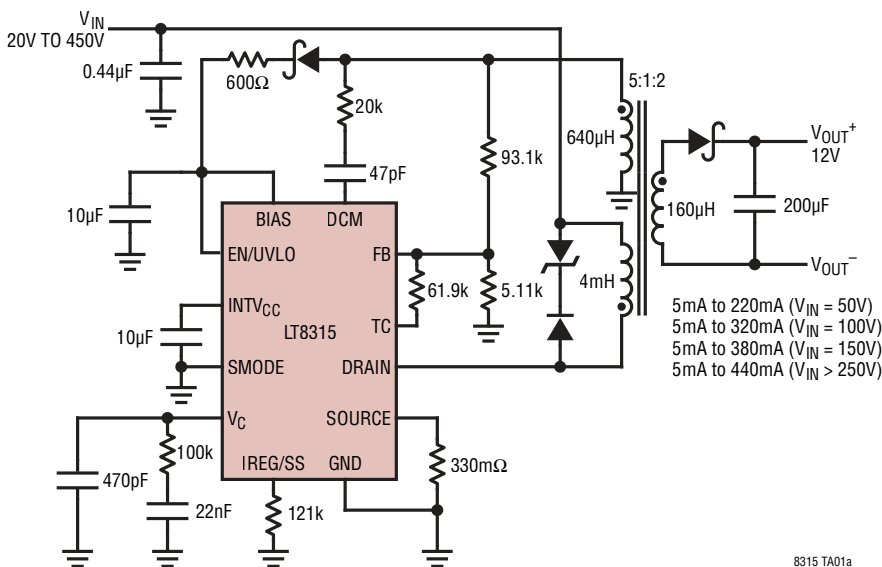 V_IN
20V TO 450V
0.44µF
600Ω
20k
47pF
93.1k
5:1:2
640µH
V_OUT+
12V
160µH
200µF
V_OUT−
10µF
BIAS
DCM
EN/UVLO
FB
61.9k
5.11k
4mH
INTV_CC
LT8315
TC
10µF
SMODE
DRAIN
5mA to 220mA (V_IN = 50V)
5mA to 320mA (V_IN = 100V)
5mA to 380mA (V_IN = 150V)
5mA to 440mA (V_IN > 250V)
V_C
SOURCE
100k
IREG/SS
GND
330mΩ
470pF
22nF
121k
8315 TA01a